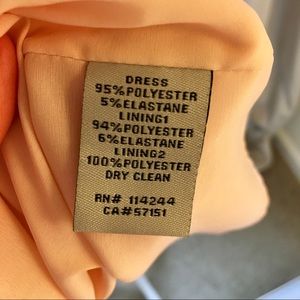 DRESS
95%POLYESTER
5%ELASTANE
LINING1
94%POLYESTER
6%ELASTANE
LINING2
100%POLYESTER
DRY CLEAN
RN# 114244
CA#57151